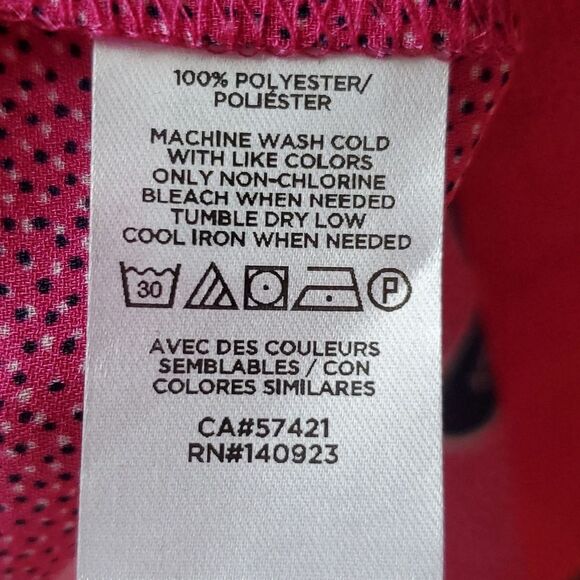 100% POLYESTER/
POLIÉSTER
MACHINE WASH COLD
WITH LIKE COLORS
ONLY NON-CHLORINE
BLEACH WHEN NEEDED
TUMBLE DRY LOW
COOL IRON WHEN NEEDED
30 P
AVEC DES COULEURS
SEMBLABLES / CON
COLORES SIMILARES
CA#57421
RN#140923